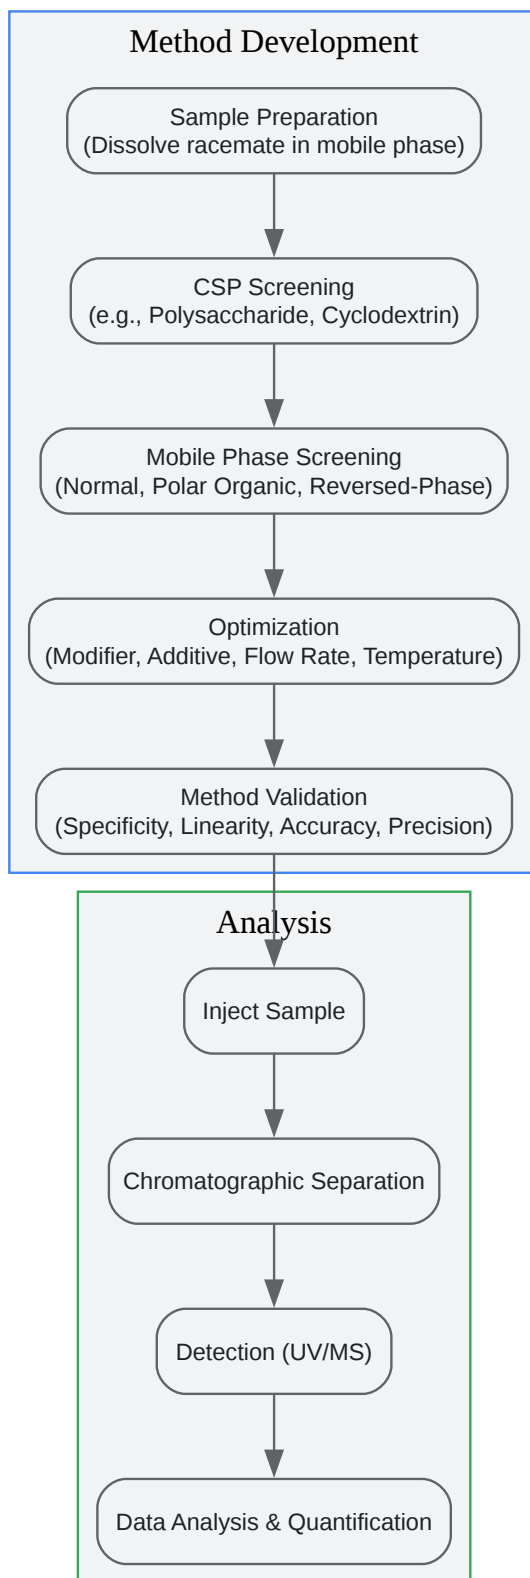 Method Development
Sample Preparation
(Dissolve racemate in mobile phase)
CSP Screening
(e.g., Polysaccharide, Cyclodextrin)
Mobile Phase Screening
(Normal, Polar Organic, Reversed-Phase)
Optimization
(Modifier, Additive, Flow Rate, Temperature)
Method Validation
(Specificity, Linearity, Accuracy, Precision)
Analysis
Inject Sample
Chromatographic Separation
Detection (UV/MS)
Data Analysis & Quantification